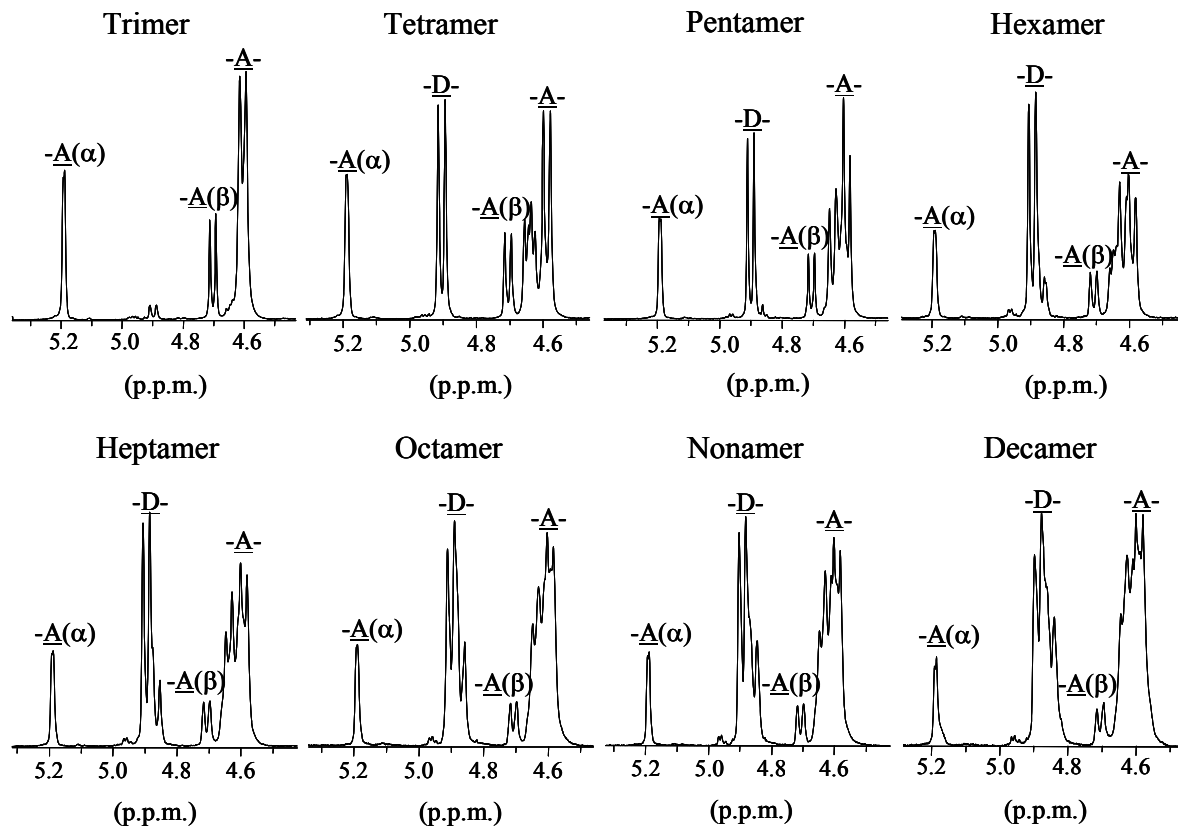 Trimer
-A-
-A(α)
-A(β)
5.2 5.0 4.8 4.6
(p.p.m.)
Tetramer
-D-
-A-
-A(α)
-A(β)
5.2 5.0 4.8 4.6
(p.p.m.)
Pentamer
-A-
-D-
-A(α)
-A(β)
5.2 5.0 4.8 4.6
(p.p.m.)
Hexamer
-D-
-A-
-A(α)
-A(β)
5.2 5.0 4.8 4.6
(p.p.m.)
Heptamer
-D-
-A-
-A(α)
-A(β)
5.2 5.0 4.8 4.6
(p.p.m.)
Octamer
-D-
-A-
-A(α)
-A(β)
5.2 5.0 4.8 4.6
(p.p.m.)
Nonamer
-D-
-A-
-A(α)
-A(β)
5.2 5.0 4.8 4.6
(p.p.m.)
Decamer
-D-
-A-
-A(α)
-A(β)
5.2 5.0 4.8 4.6
(p.p.m.)